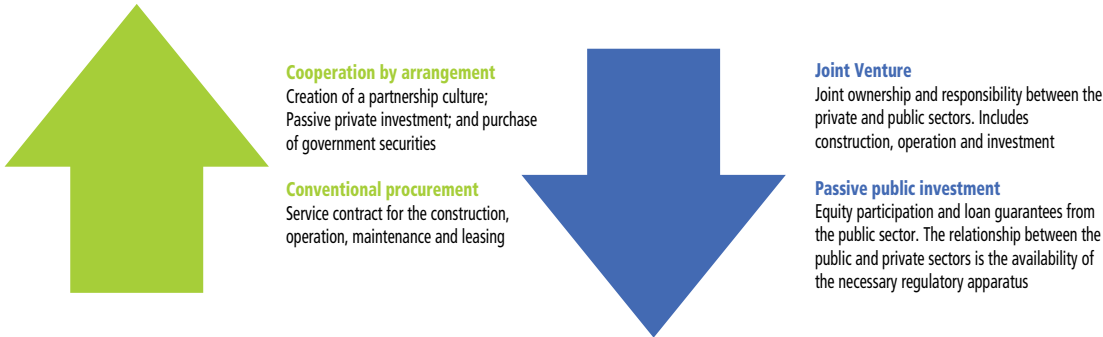 Cooperation by arrangement
Creation of a partnership culture;
Passive private investment; and purchase
of government securities
Conventional procurement
Service contract for the construction,
operation, maintenance and leasing
Joint Venture
Joint ownership and responsibility between the
private and public sectors. Includes
construction, operation and investment
Passive public investment
Equity participation and loan guarantees from
the public sector. The relationship between the
public and private sectors is the availability of
the necessary regulatory apparatus